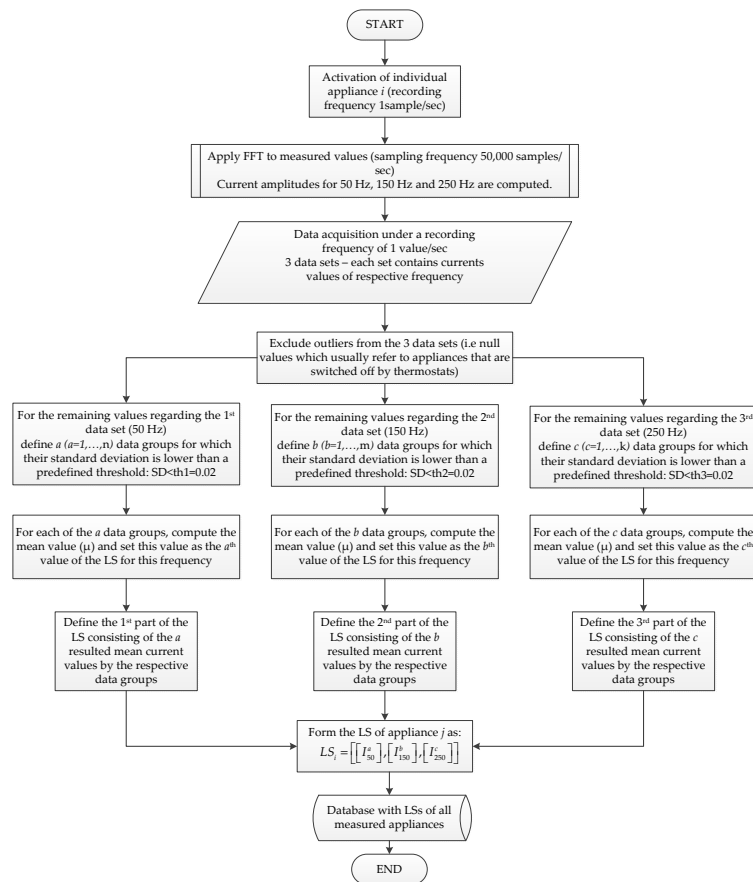 START
Activation of individual
appliance i (recording
frequency 1sample/sec)
Apply FFT to measured values (sampling frequency 50,000 samples/
sec)
Current amplitudes for 50 Hz, 150 Hz and 250 Hz are computed.
Data acquisition under a recording
frequency of 1 value/sec
3 data sets – each set contains currents
values of respective frequency
Exclude outliers from the 3 data sets (i.e null
values which usually refer to appliances that are
switched off by thermostats)
For the remaining values regarding the 1st
data set (50 Hz)
define a (a=1,…,n) data groups for which
their standard deviation is lower than a
predefined threshold: SD<th1=0.02
For the remaining values regarding the 2nd
data set (150 Hz)
define b (b=1,…,m) data groups for which
their standard deviation is lower than a
predefined threshold: SD<th2=0.02
For the remaining values regarding the 3rd
data set (250 Hz)
define c (c=1,…,k) data groups for which
their standard deviation is lower than a
predefined threshold: SD<th3=0.02
For each of the a data groups, compute the
mean value (μ) and set this value as the ath
value of the LS for this frequency
For each of the b data groups, compute the
mean value (μ) and set this value as the bth
value of the LS for this frequency
For each of the c data groups, compute the
mean value (μ) and set this value as the cth
value of the LS for this frequency
Define the 1st part of the
LS consisting of the a
resulted mean current
values by the respective
data groups
Define the 2nd part of the
LS consisting of the b
resulted mean current
values by the respective
data groups
Define the 3rd part of the
LS consisting of the c
resulted mean current
values by the respective
data groups
Form the LS of appliance j as:
LS_i = [[I_50^a],[I_150^b],[I_250^c]]
Database with LSs of all
measured appliances
END